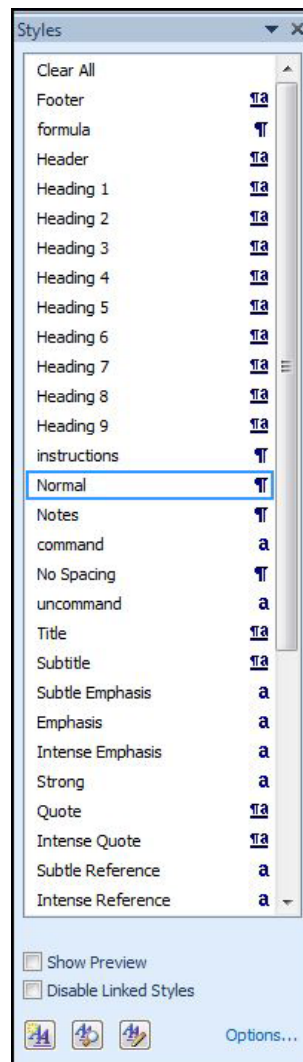 Styles
Clear All
Footer ¶a
formula ¶
Header ¶a
Heading 1 ¶a
Heading 2 ¶a
Heading 3 ¶a
Heading 4 ¶a
Heading 5 ¶a
Heading 6 ¶a
Heading 7 ¶a
Heading 8 ¶a
Heading 9 ¶a
instructions ¶
Normal ¶
Notes ¶
command a
No Spacing ¶
uncommand a
Title ¶a
Subtitle ¶a
Subtle Emphasis a
Emphasis a
Intense Emphasis a
Strong a
Quote ¶a
Intense Quote ¶a
Subtle Reference a
Intense Reference a
Show Preview
Disable Linked Styles
Options...